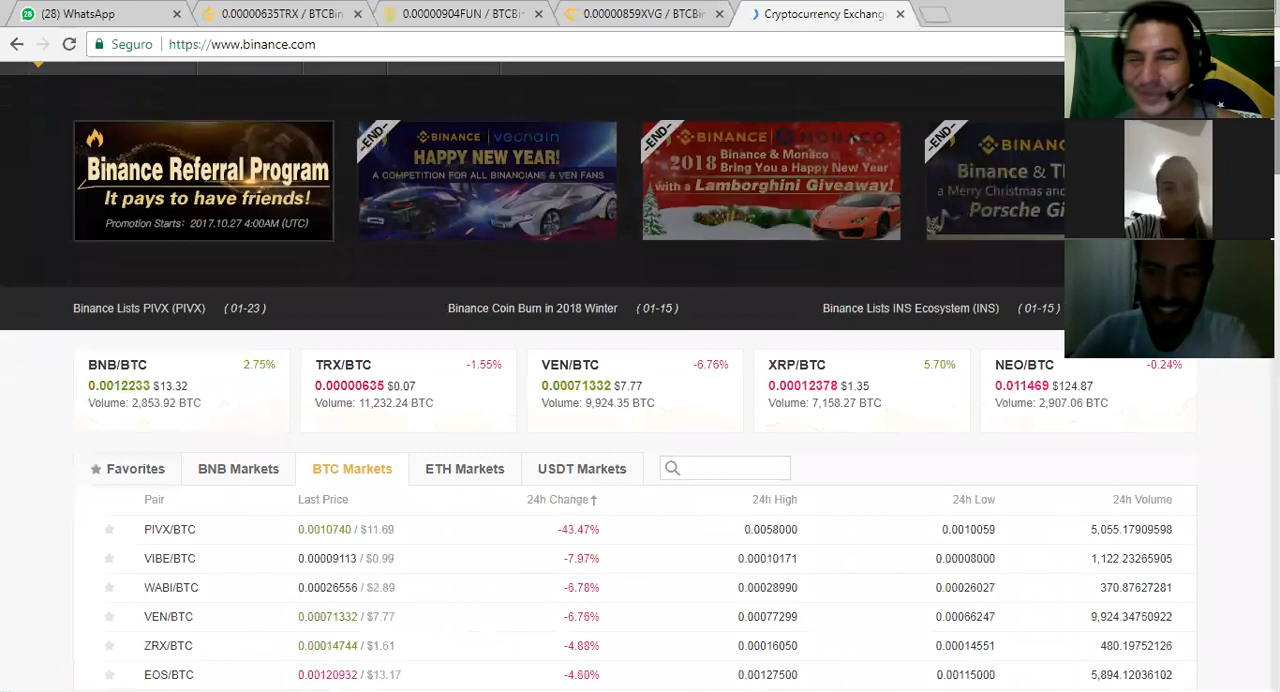 (28) WhatsApp
0.00000635TRX / BTCBin
0.00000904FUN / BTCBi
0.00000859XVG / BTCBi
Cryptocurrency Exchang
Seguro
https://www.binance.com
Binance Referral Program
It pays to have friends!
Promotion Starts: 2017.10.27 4:00AM (UTC)
-END-
BINANCE | vechain
HAPPY NEW YEAR!
A COMPETITION FOR ALL BINANCIANS & VEN FANS
-END-
BINANCE MONACO
2018 Binance & Monaco
Bring You a Happy New Year
with a Lamborghini Giveaway!
-END-
BINANCE
Binance & T
a Merry Christmas and
Porsche Gi
Binance Lists PIVX (PIVX) ( 01-23 )
Binance Coin Burn in 2018 Winter ( 01-15 )
Binance Lists INS Ecosystem (INS) ( 01-15 )
BNB/BTC 2.75%
0.0012233 $13.32
Volume: 2,853.92 BTC
TRX/BTC -1.55%
0.00000635 $0.07
Volume: 11,232.24 BTC
VEN/BTC -6.76%
0.00071332 $7.77
Volume: 9,924.35 BTC
XRP/BTC 5.70%
0.00012378 $1.35
Volume: 7,158.27 BTC
NEO/BTC -0.24%
0.011469 $124.87
Volume: 2,907.06 BTC
Favorites BNB Markets BTC Markets ETH Markets USDT Markets
Pair Last Price 24h Change↑ 24h High 24h Low 24h Volume
PIVX/BTC 0.0010740 / $11.69 -43.47% 0.0058000 0.0010059 5,055.17909598
VIBE/BTC 0.00009113 / $0.99 -7.97% 0.00010171 0.00008000 1,122.23265905
WABI/BTC 0.00026556 / $2.89 -6.78% 0.00028990 0.00026027 370.87627281
VEN/BTC 0.00071332 / $7.77 -6.76% 0.00077299 0.00066247 9,924.34750922
ZRX/BTC 0.00014744 / $1.61 -4.88% 0.00016050 0.00014551 480.19752126
EOS/BTC 0.00120932 / $13.17 -4.80% 0.00127500 0.00115000 5,894.12036102